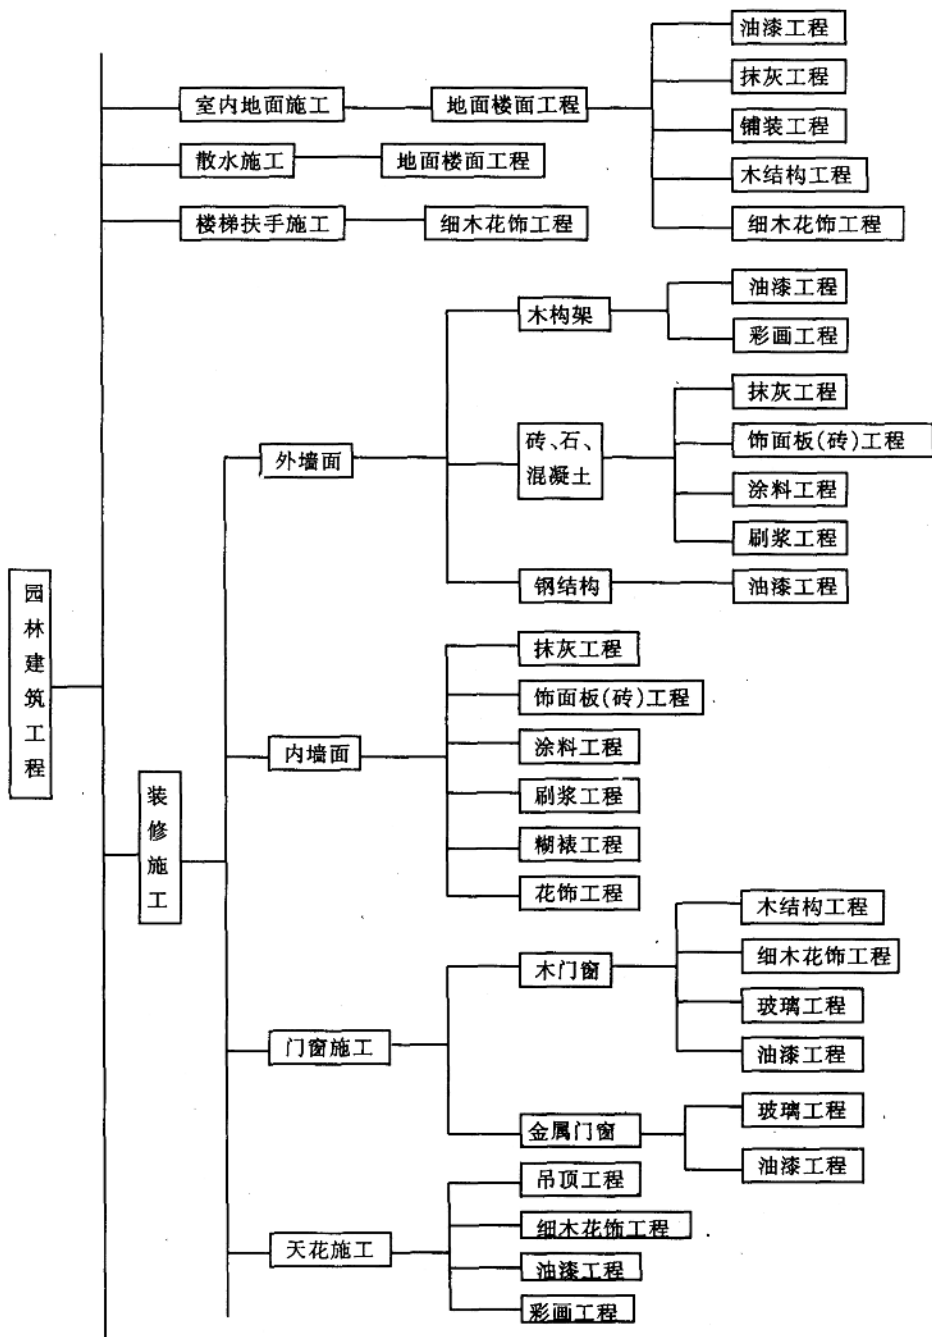 油漆工程
抹灰工程
室内地面施工
地面楼面工程
铺装工程
散水施工
地面楼面工程
木结构工程
楼梯扶手施工
细木花饰工程
细木花饰工程
油漆工程
木构架
彩画工程
抹灰工程
外墙面
砖、石、
混凝土
饰面板(砖)工程
涂料工程
刷浆工程
钢结构
油漆工程
园林建筑工程
抹灰工程
饰面板(砖)工程
内墙面
涂料工程
刷浆工程
糊裱工程
花饰工程
装修施工
木结构工程
木门窗
细木花饰工程
玻璃工程
门窗施工
油漆工程
玻璃工程
金属门窗
油漆工程
吊顶工程
细木花饰工程
天花施工
油漆工程
彩画工程